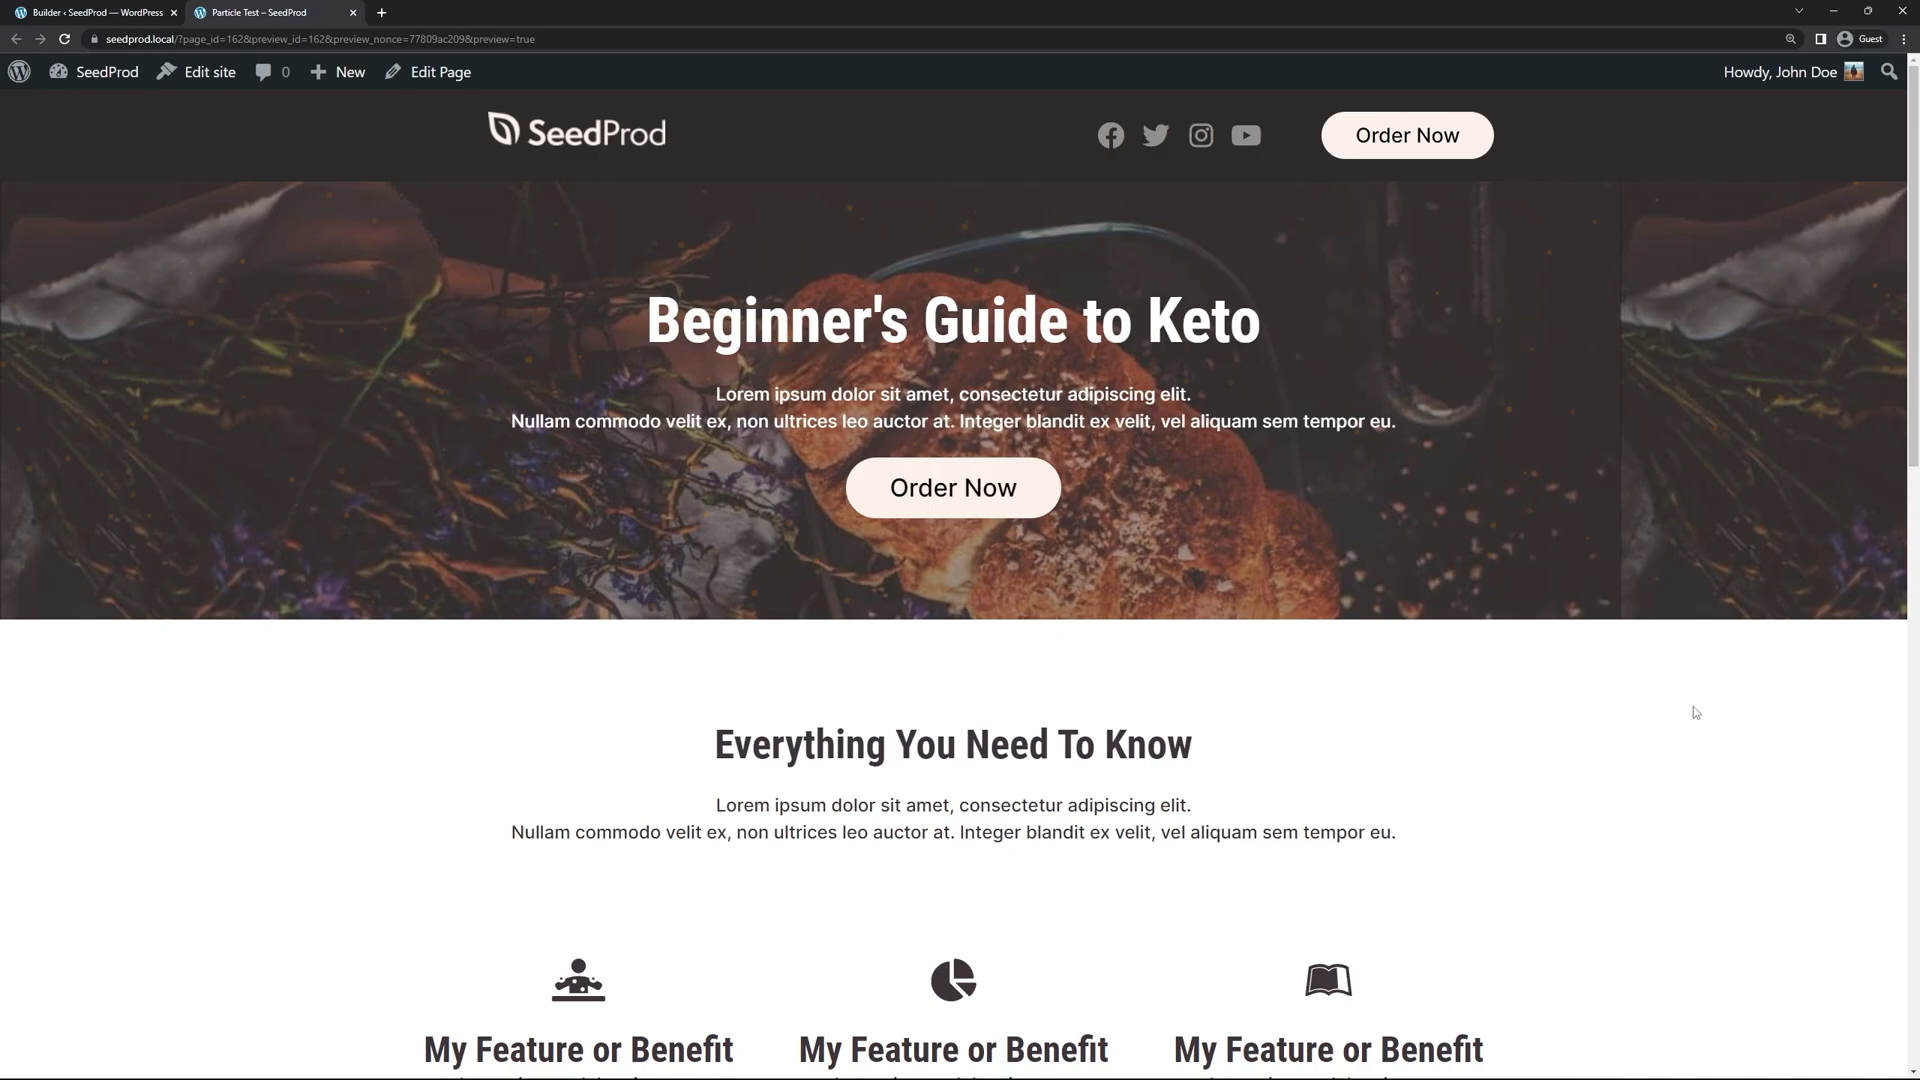 Builder ‹ SeedProd — WordPress
Particle Test – SeedProd
seedprod.local/?page_id=162&preview_id=162&preview_nonce=77809ac209&preview=true
Guest
SeedProd
Edit site
0
New
Edit Page
Howdy, John Doe
SeedProd
Order Now
Beginner's Guide to Keto
Lorem ipsum dolor sit amet, consectetur adipiscing elit.
Nullam commodo velit ex, non ultrices leo auctor at. Integer blandit ex velit, vel aliquam sem tempor eu.
Order Now
Everything You Need To Know
Lorem ipsum dolor sit amet, consectetur adipiscing elit.
Nullam commodo velit ex, non ultrices leo auctor at. Integer blandit ex velit, vel aliquam sem tempor eu.
My Feature or Benefit
My Feature or Benefit
My Feature or Benefit